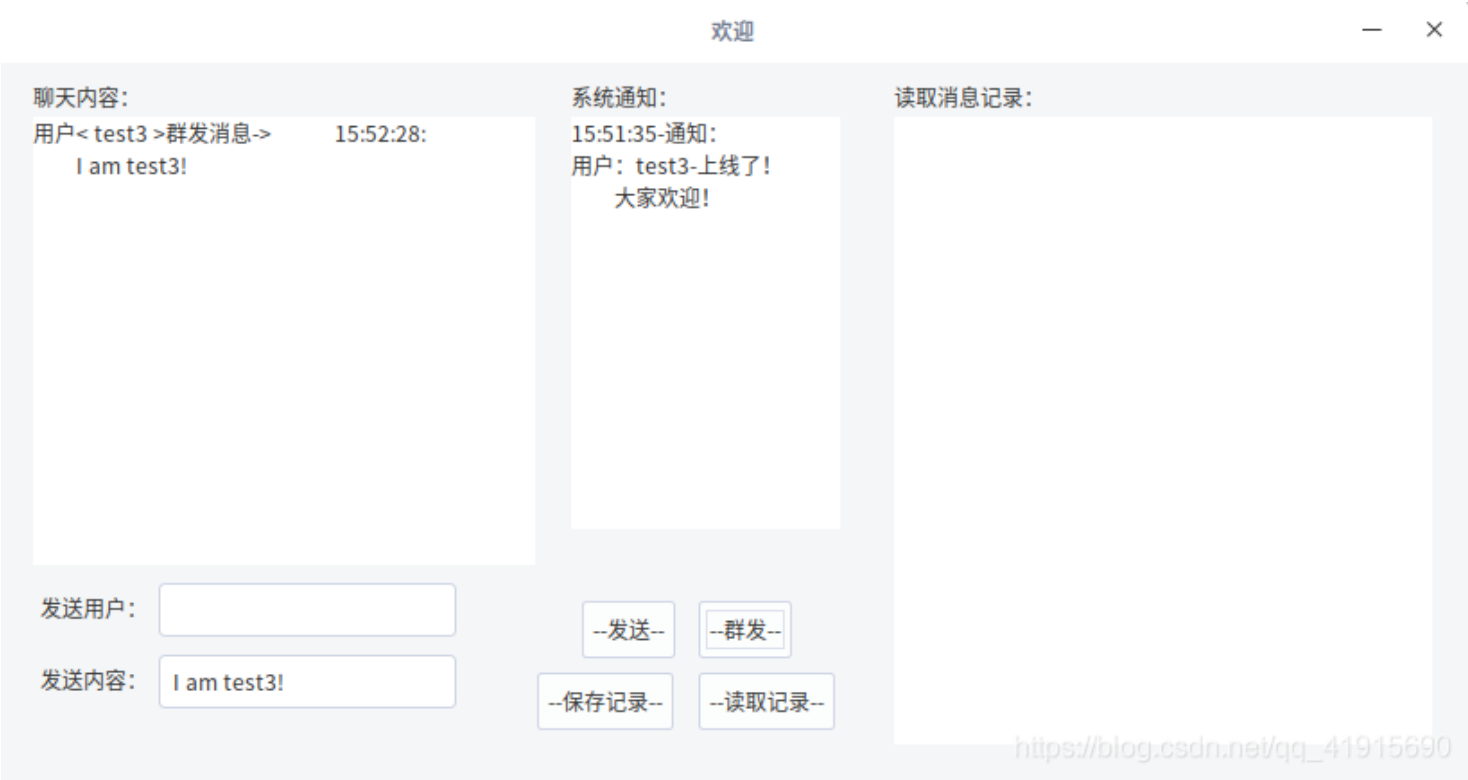 欢迎
聊天内容：
用户< test3 >群发消息-> 15:52:28:
I am test3!
系统通知：
15:51:35-通知：
用户：test3-上线了！
大家欢迎！
读取消息记录：
发送用户：
发送内容：
I am test3!
--发送--
--群发--
--保存记录--
--读取记录--
https://blog.csdn.net/qq_41915690